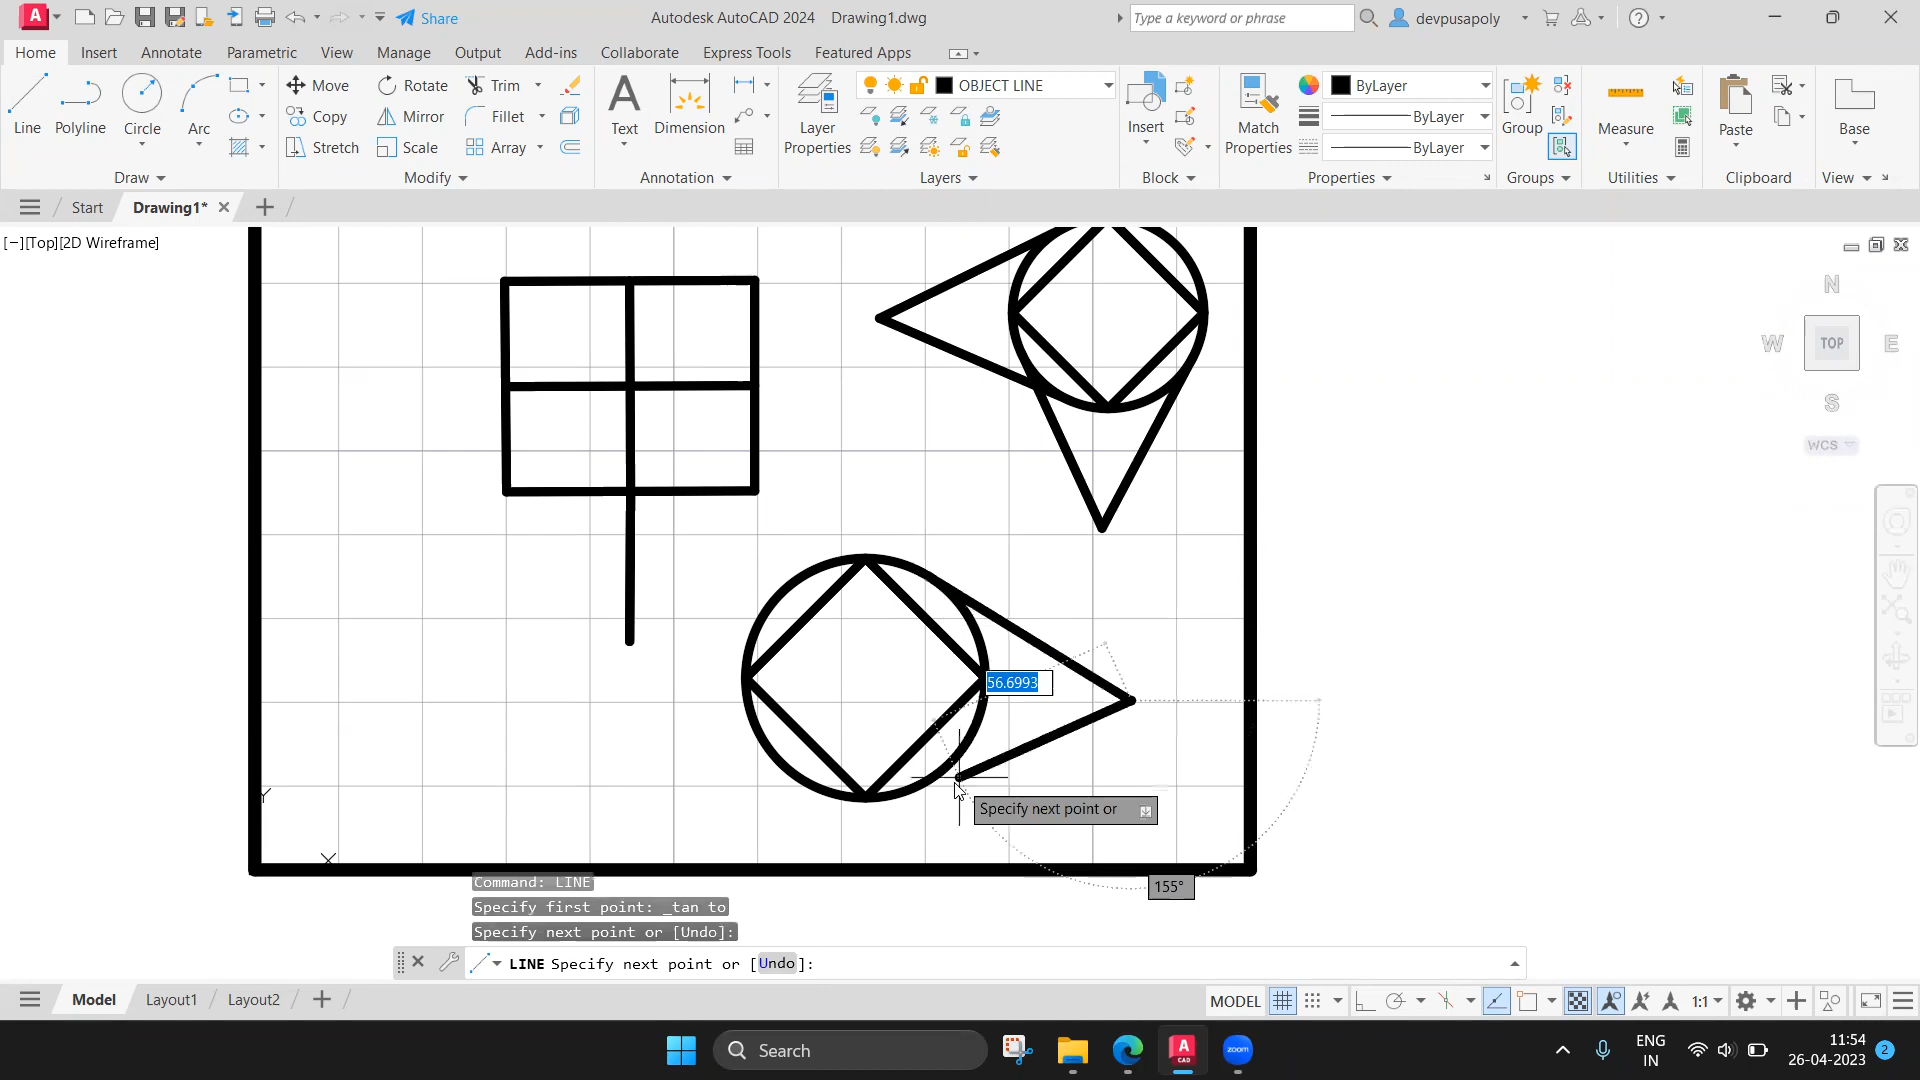 Share
Autodesk AutoCAD 2024 Drawing1.dwg
Type a keyword or phrase
devpusapoly
Home Insert Annotate Parametric View Manage Output Add-ins Collaborate Express Tools Featured Apps
Line Polyline Circle Arc
Move Rotate Trim
Copy Mirror Fillet
Stretch Scale Array
Text Dimension
Layer Properties
OBJECT LINE
Insert
Match Properties
ByLayer
ByLayer
ByLayer
Group
Measure
Paste
Base
Draw Modify Annotation Layers Block Properties Groups Utilities Clipboard View
Start Drawing1*
[−][Top][2D Wireframe]
N
W TOP E
S
WCS
56.6993
Y
Specify next point or
X
155°
Command: LINE
Specify first point: _tan to
Specify next point or [Undo]:
LINE Specify next point or [Undo]:
Model Layout1 Layout2
MODEL 1:1
Search
A CAD
zoom
ENG IN
11:54
26-04-2023
2